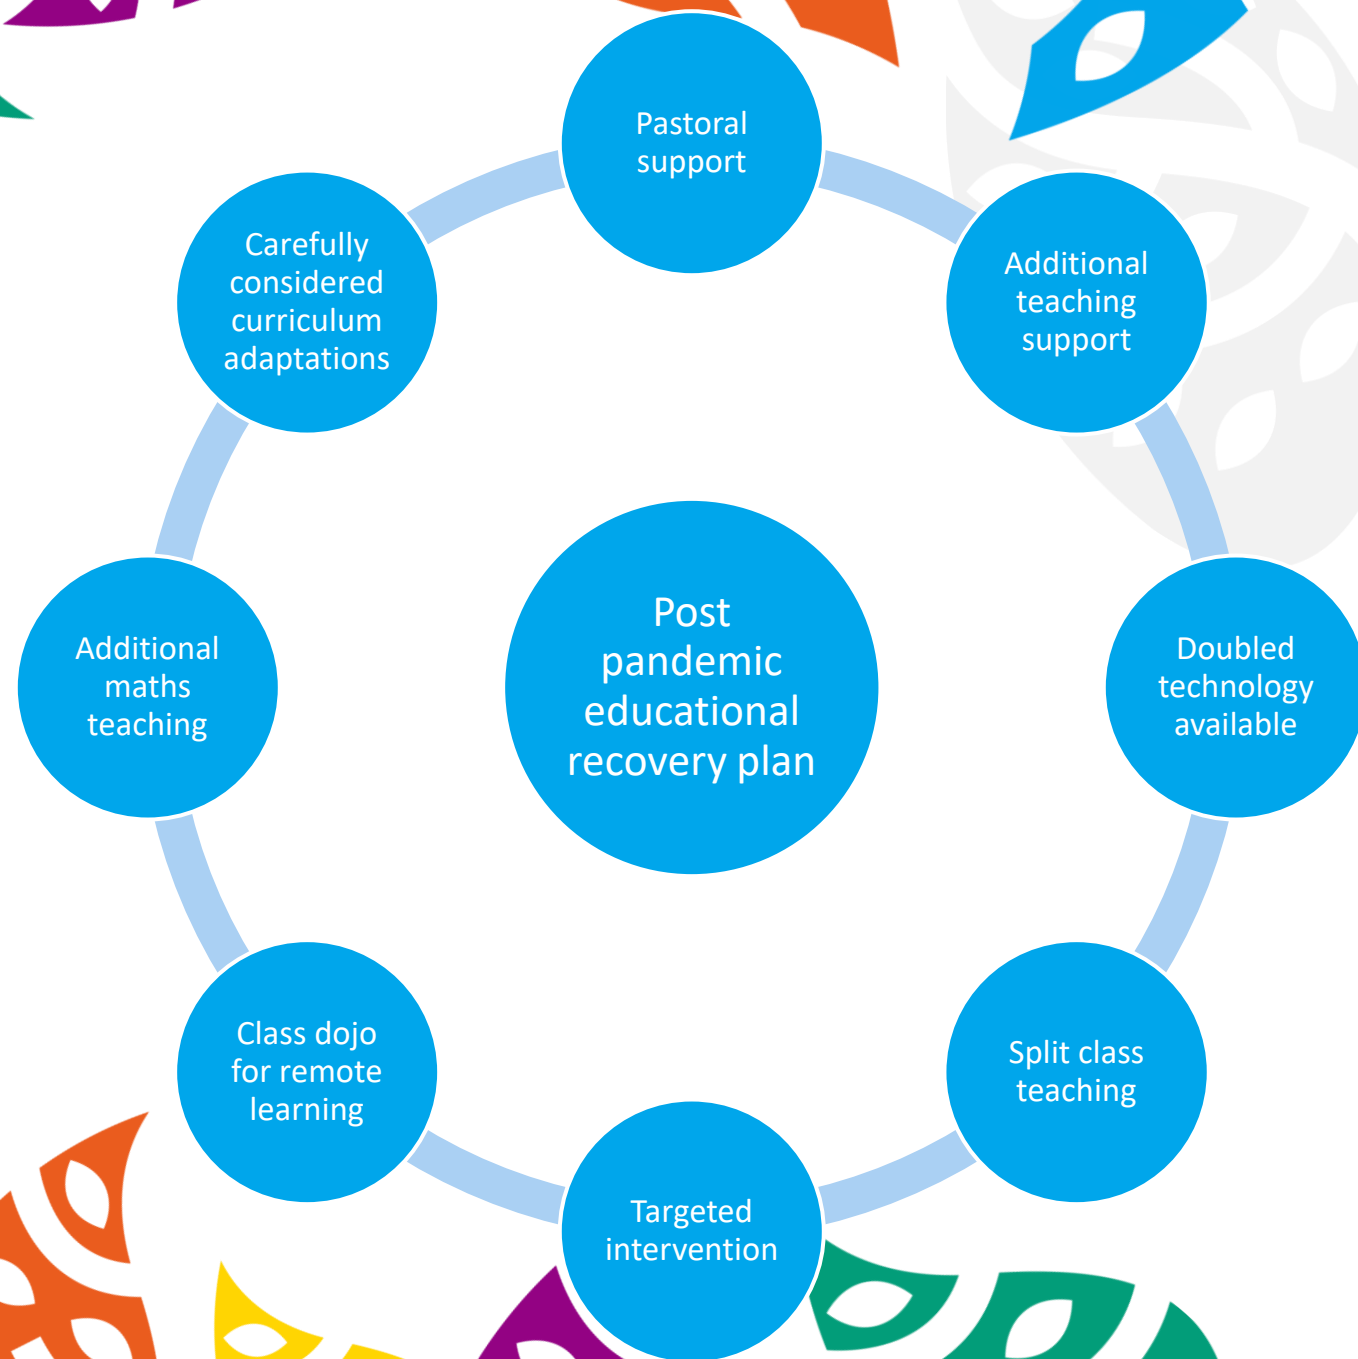 Pastoral
support
Additional
teaching
support
Doubled
technology
available
Split class
teaching
Targeted
intervention
Class dojo
for remote
learning
Additional
maths
teaching
Carefully
considered
curriculum
adaptations
Post
pandemic
educational
recovery plan